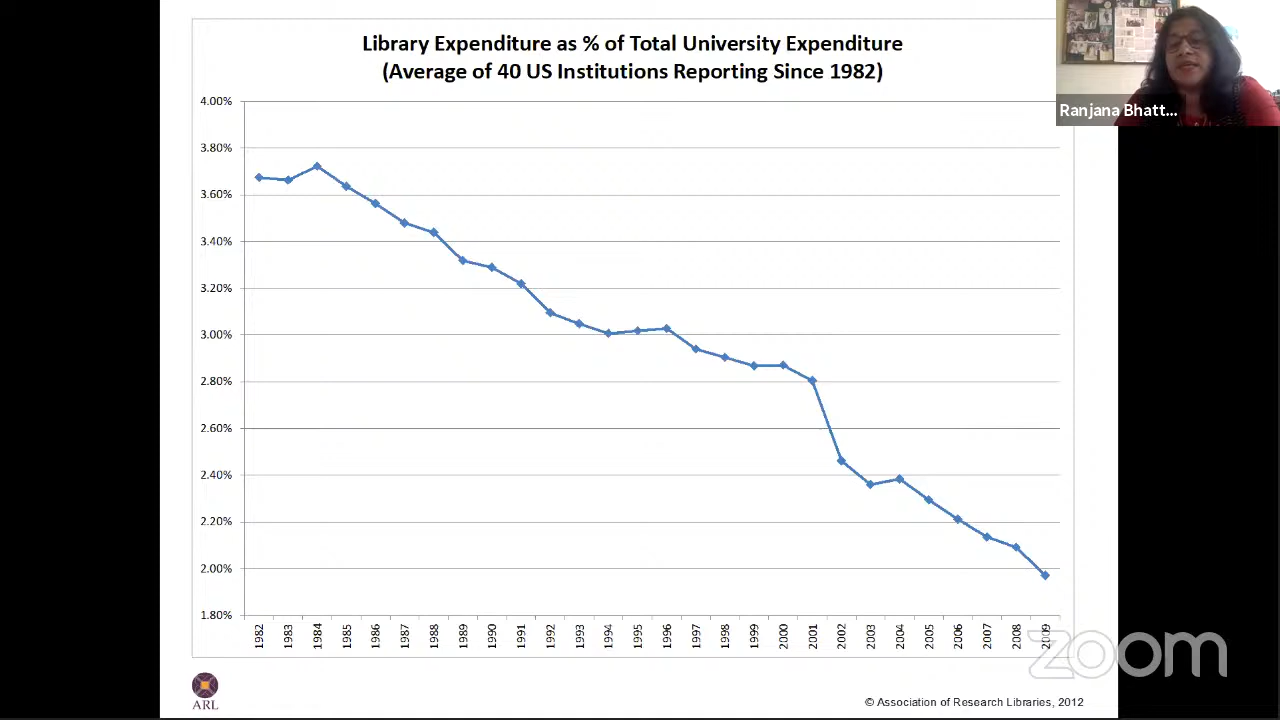 Library Expenditure as % of Total University Expenditure
(Average of 40 US Institutions Reporting Since 1982)
Ranjana Bhatt...
4.00%
3.80%
3.60%
3.40%
3.20%
3.00%
2.80%
2.60%
2.40%
2.20%
2.00%
1.80%
1982 1983 1984 1985 1986 1987 1988 1989 1990 1991 1992 1993 1994 1995 1996 1997 1998 1999 2000 2001 2002 2003 2004 2005 2006 2007 2008 2009
zoom
ARL
© Association of Research Libraries, 2012